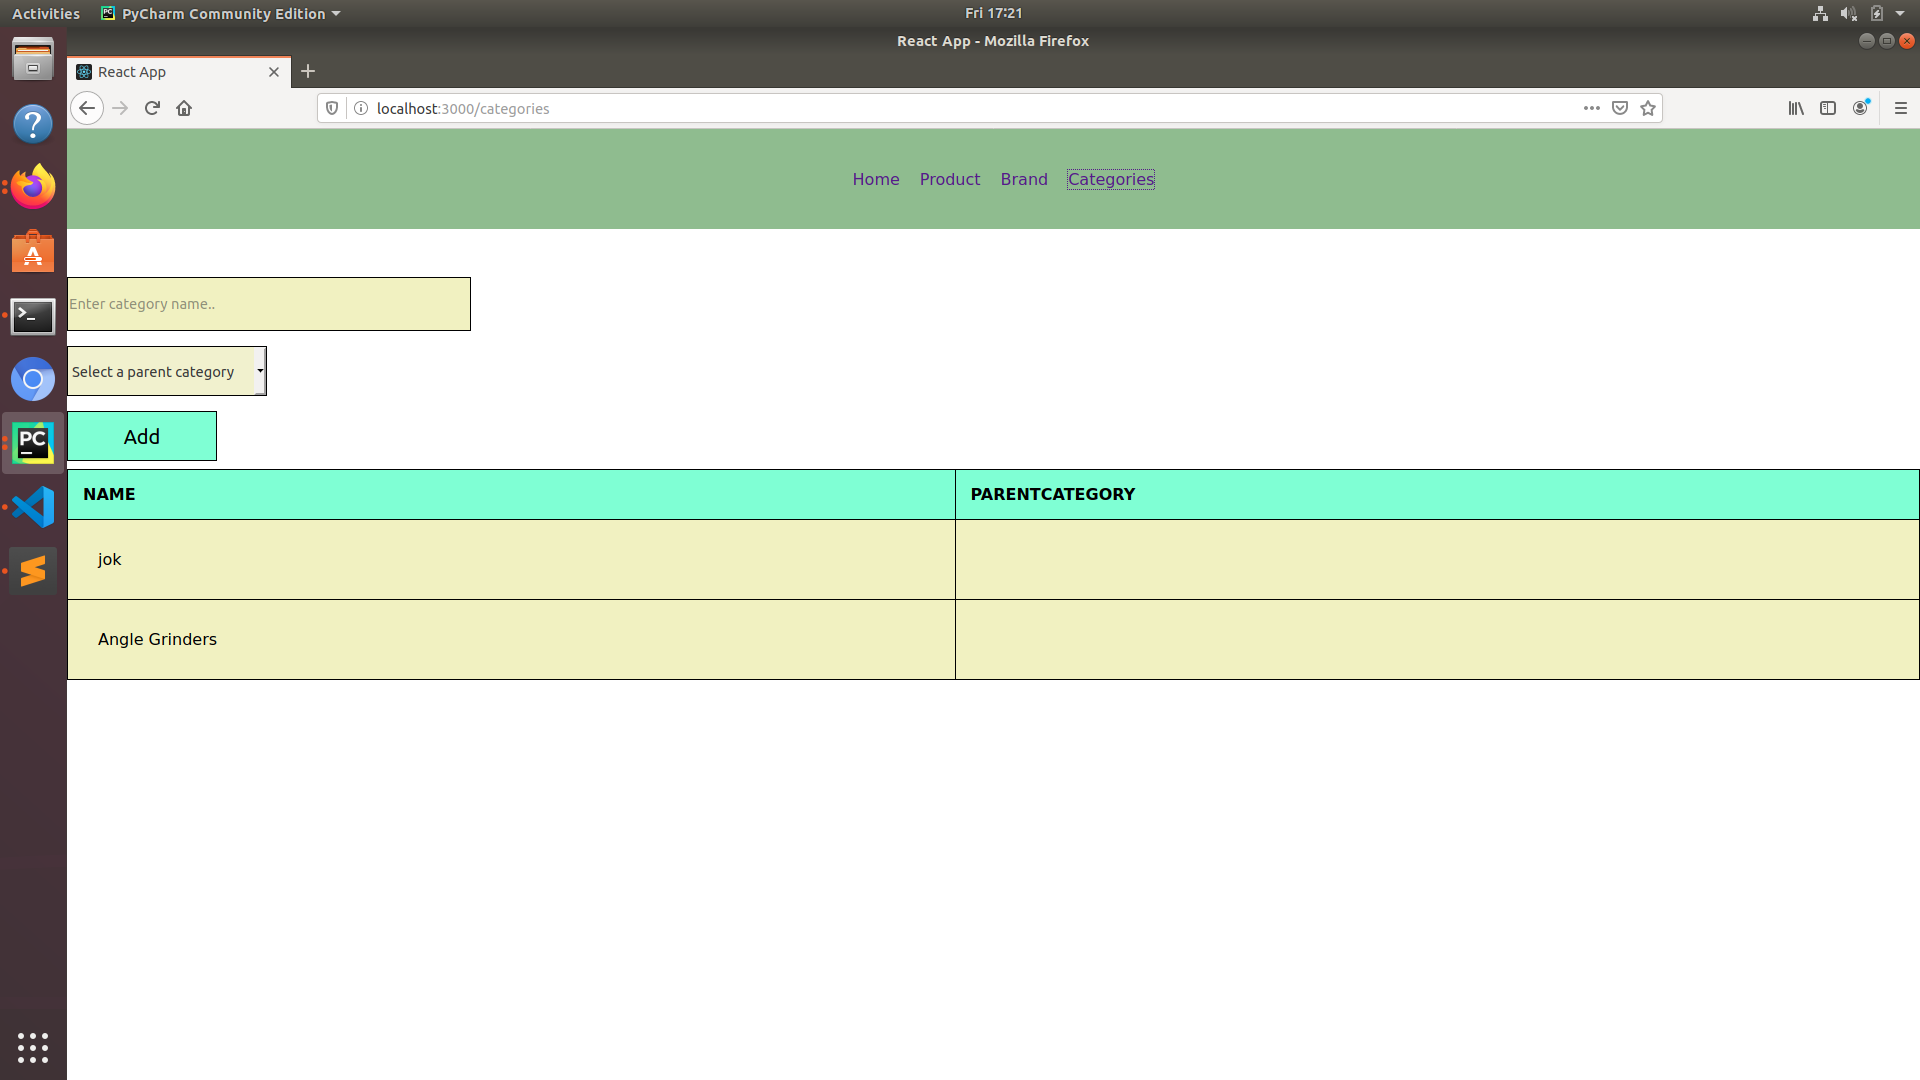 Activities PyCharm Community Edition Fri 17:21
React App - Mozilla Firefox
React App
localhost:3000/categories
Home Product Brand Categories
Enter category name..
Select a parent category
Add
NAME PARENTCATEGORY
jok
Angle Grinders
PC